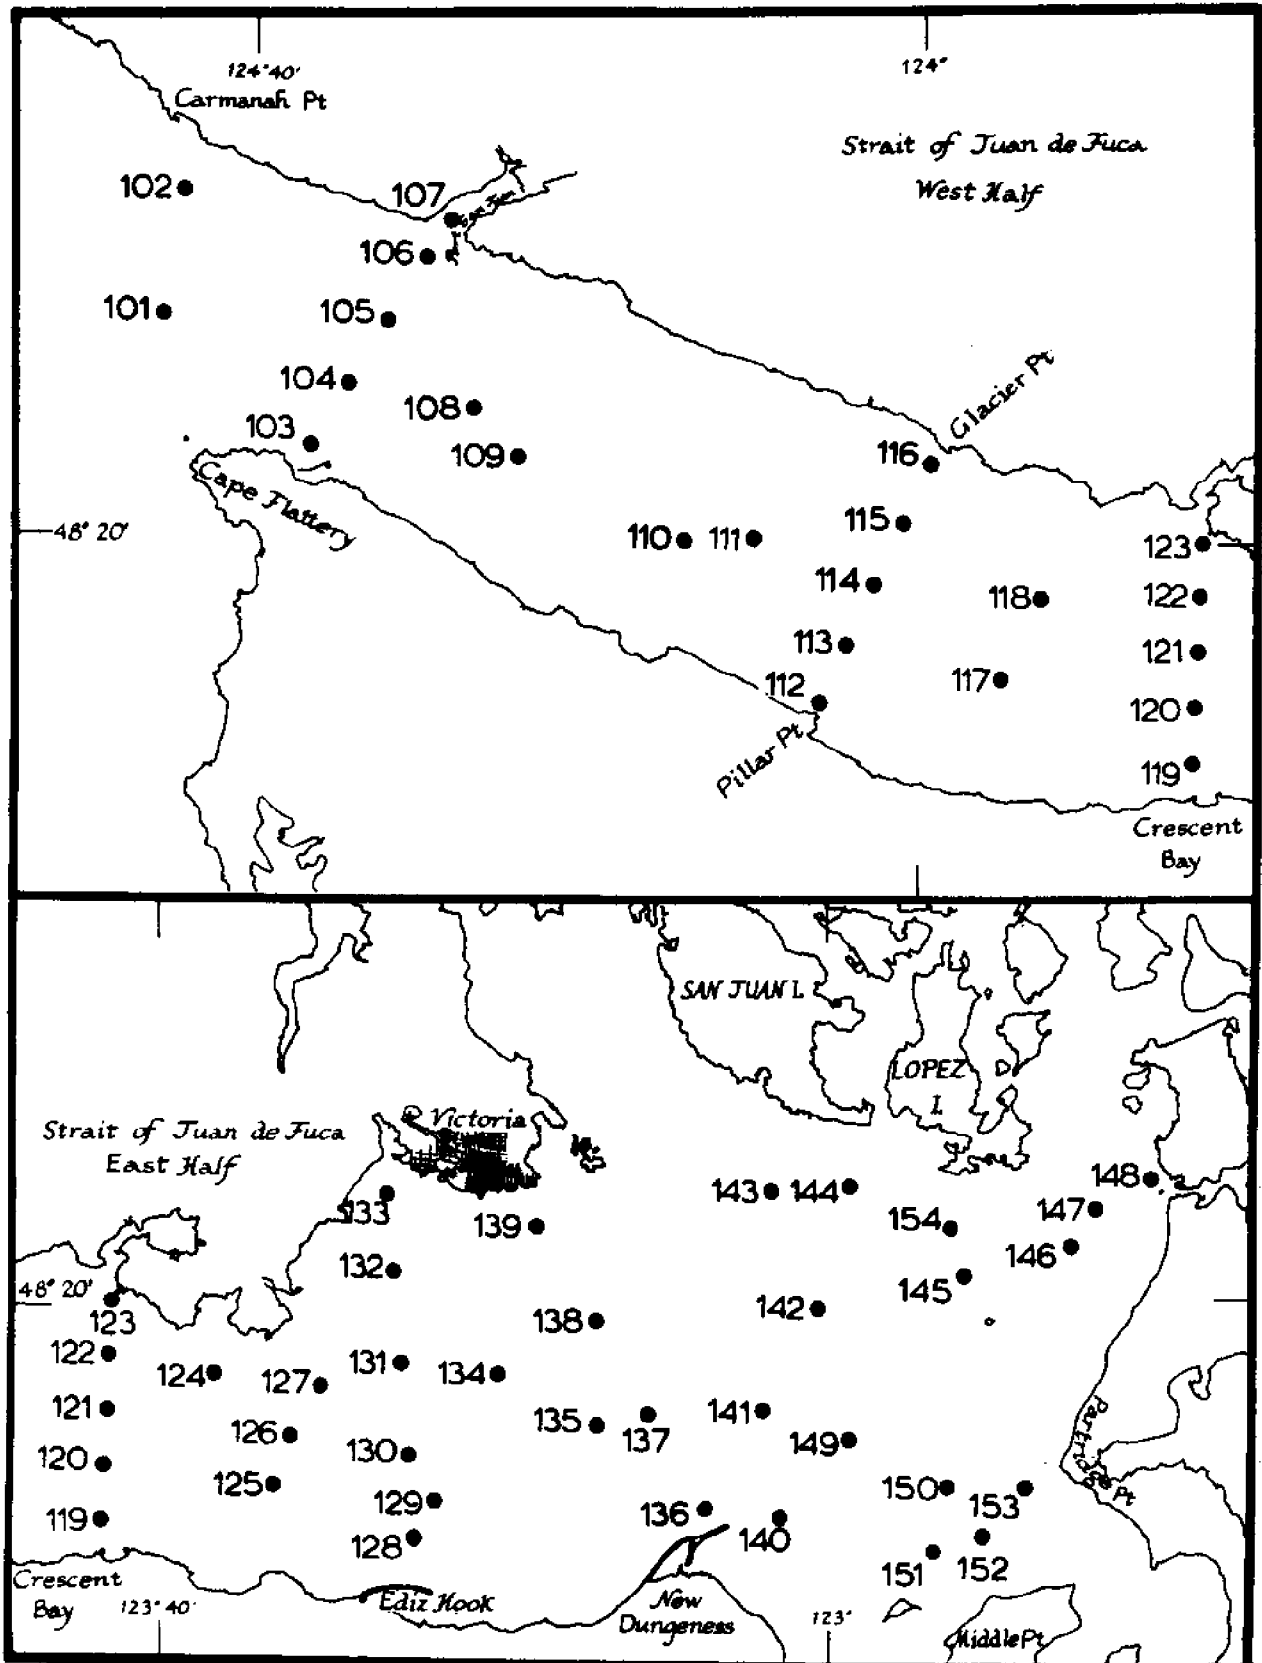 124°40'
124°
Carmanah Pt
Strait of Juan de Fuca
West Half
102
107
San Juan
106
101
105
104
108
103
109
Glacier Pt
116
Cape Flattery
48° 20'
115
110
111
123
114
118
122
113
121
112
117
120
Pillar Pt
119
Crescent
Bay
SAN JUAN I.
LOPEZ
I.
Victoria
Strait of Juan de Fuca
East Half
148
143
144
133
154
147
139
146
132
145
48° 20'
142
123
138
122
124
131
134
127
121
141
135
137
126
149
130
Partridge Pt
120
125
150
153
129
136
119
140
128
151
152
Crescent
Bay
123°40'
Ediz Hook
New
Dungeness
123°
Middle Pt